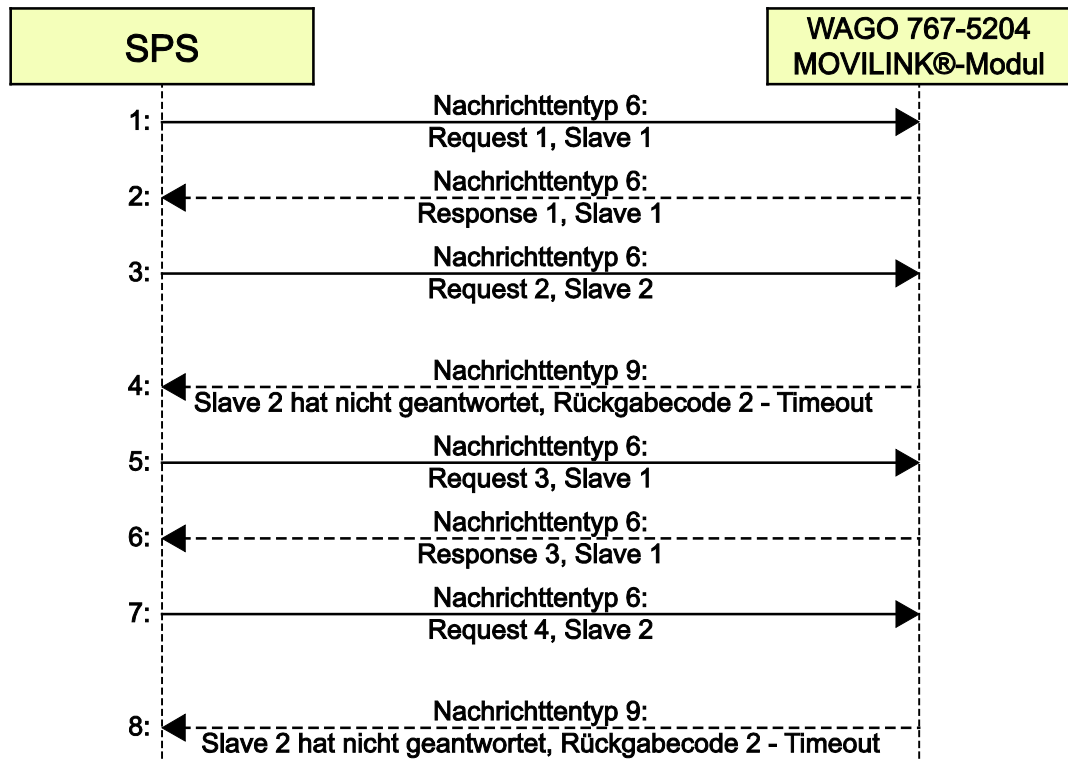 SPS
WAGO 767-5204
MOVILINK®-Modul
1:
Nachrichttentyp 6:
Request 1, Slave 1
2:
Nachrichttentyp 6:
Response 1, Slave 1
3:
Nachrichttentyp 6:
Request 2, Slave 2
4:
Nachrichttentyp 9:
Slave 2 hat nicht geantwortet, Rückgabecode 2 - Timeout
5:
Nachrichttentyp 6:
Request 3, Slave 1
6:
Nachrichttentyp 6:
Response 3, Slave 1
7:
Nachrichttentyp 6:
Request 4, Slave 2
8:
Nachrichttentyp 9:
Slave 2 hat nicht geantwortet, Rückgabecode 2 - Timeout